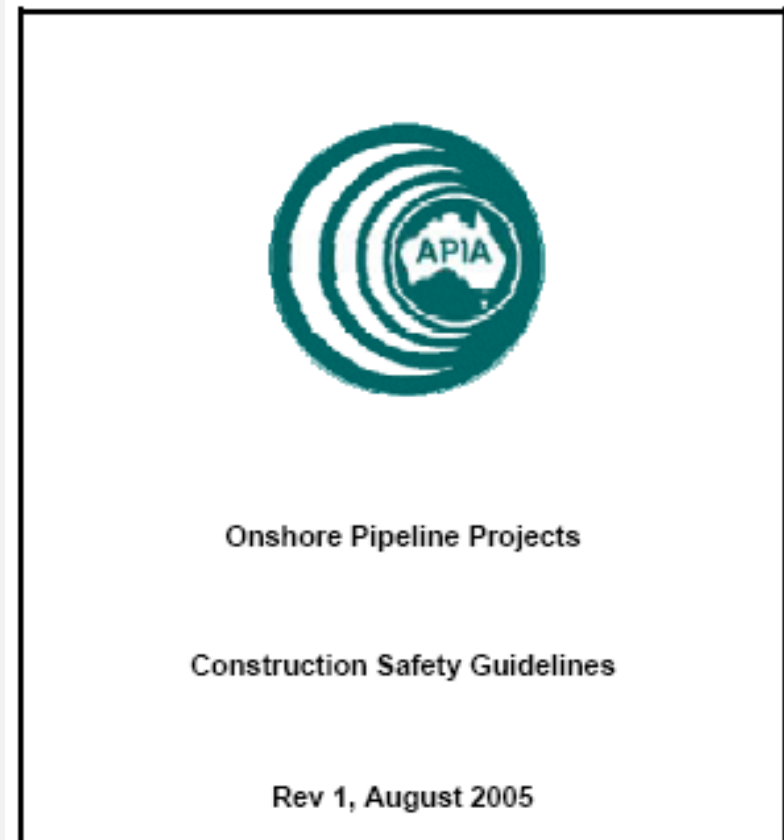 APIA
Onshore Pipeline Projects
Construction Safety Guidelines
Rev 1, August 2005